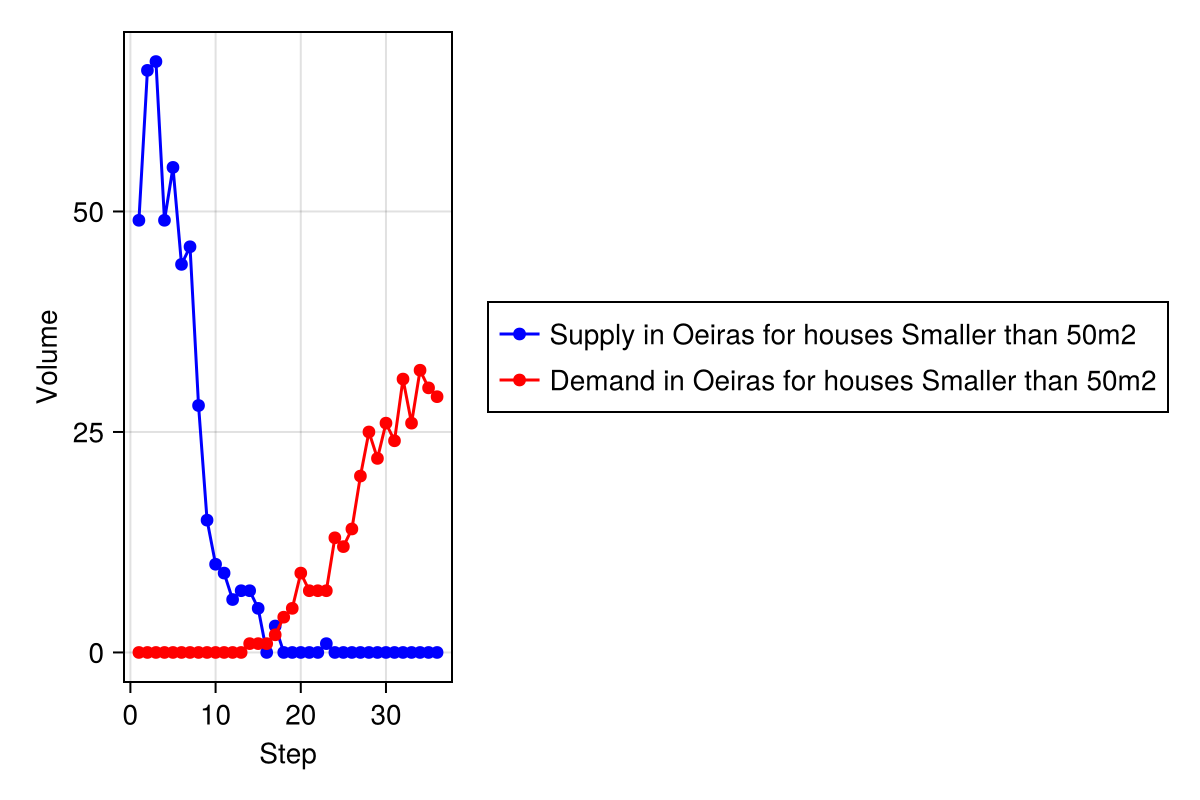 Volume
50
25
0
0 10 20 30
Step
Supply in Oeiras for houses Smaller than 50m2
Demand in Oeiras for houses Smaller than 50m2